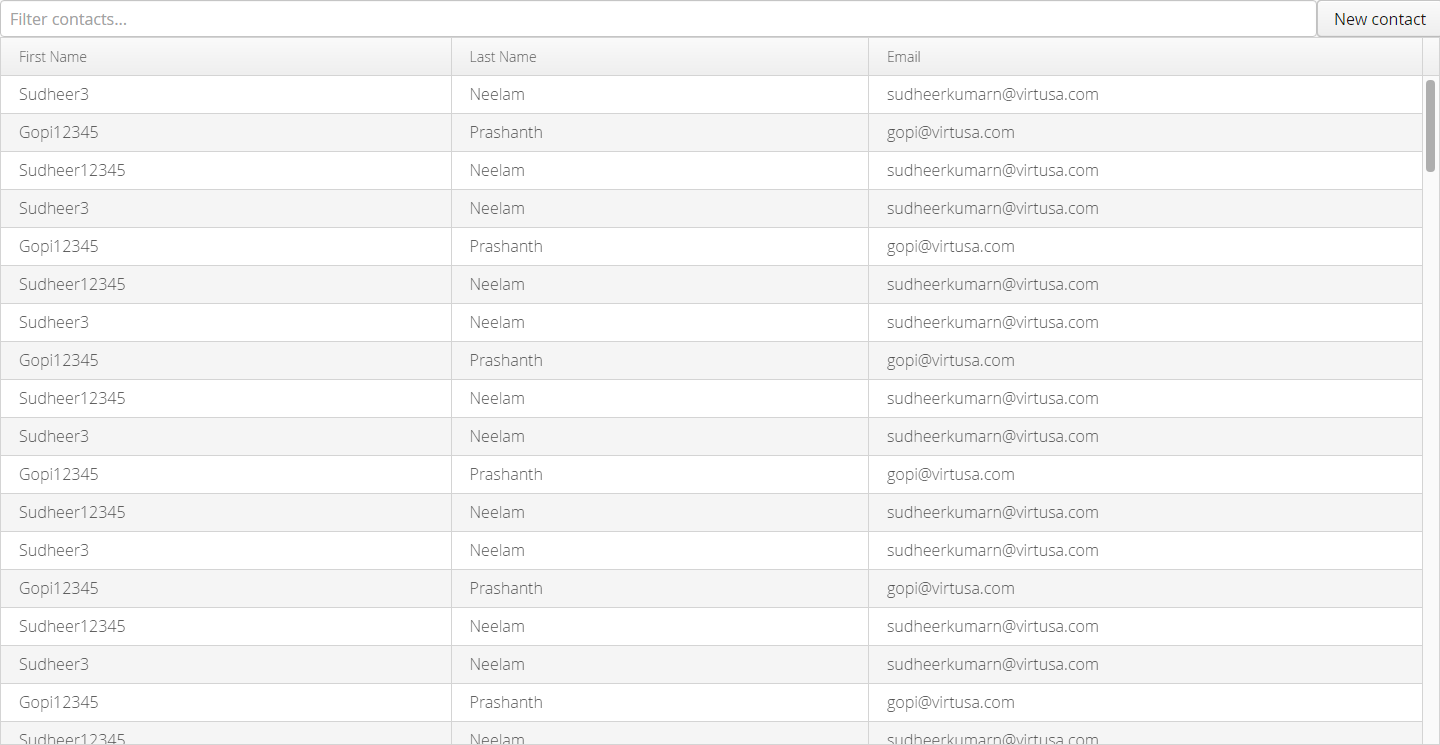 Filter contacts... New contact
First Name Last Name Email
Sudheer3 Neelam sudheerkumarn@virtusa.com
Gopi12345 Prashanth gopi@virtusa.com
Sudheer12345 Neelam sudheerkumarn@virtusa.com
Sudheer3 Neelam sudheerkumarn@virtusa.com
Gopi12345 Prashanth gopi@virtusa.com
Sudheer12345 Neelam sudheerkumarn@virtusa.com
Sudheer3 Neelam sudheerkumarn@virtusa.com
Gopi12345 Prashanth gopi@virtusa.com
Sudheer12345 Neelam sudheerkumarn@virtusa.com
Sudheer3 Neelam sudheerkumarn@virtusa.com
Gopi12345 Prashanth gopi@virtusa.com
Sudheer12345 Neelam sudheerkumarn@virtusa.com
Sudheer3 Neelam sudheerkumarn@virtusa.com
Gopi12345 Prashanth gopi@virtusa.com
Sudheer12345 Neelam sudheerkumarn@virtusa.com
Sudheer3 Neelam sudheerkumarn@virtusa.com
Gopi12345 Prashanth gopi@virtusa.com
Sudheer12345 Neelam sudheerkumarn@virtusa.com